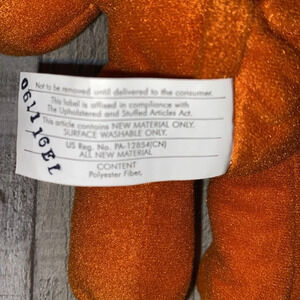 Not to be removed until delivered to the consumer.
This label is affixed in compliance with
The Upholstered and Stuffed Articles Act.
This article contains NEW MATERIAL ONLY.
SURFACE WASHABLE ONLY.
US Reg. No. PA-12854(CN)
ALL NEW MATERIAL
CONTENT
Polyester Fiber.